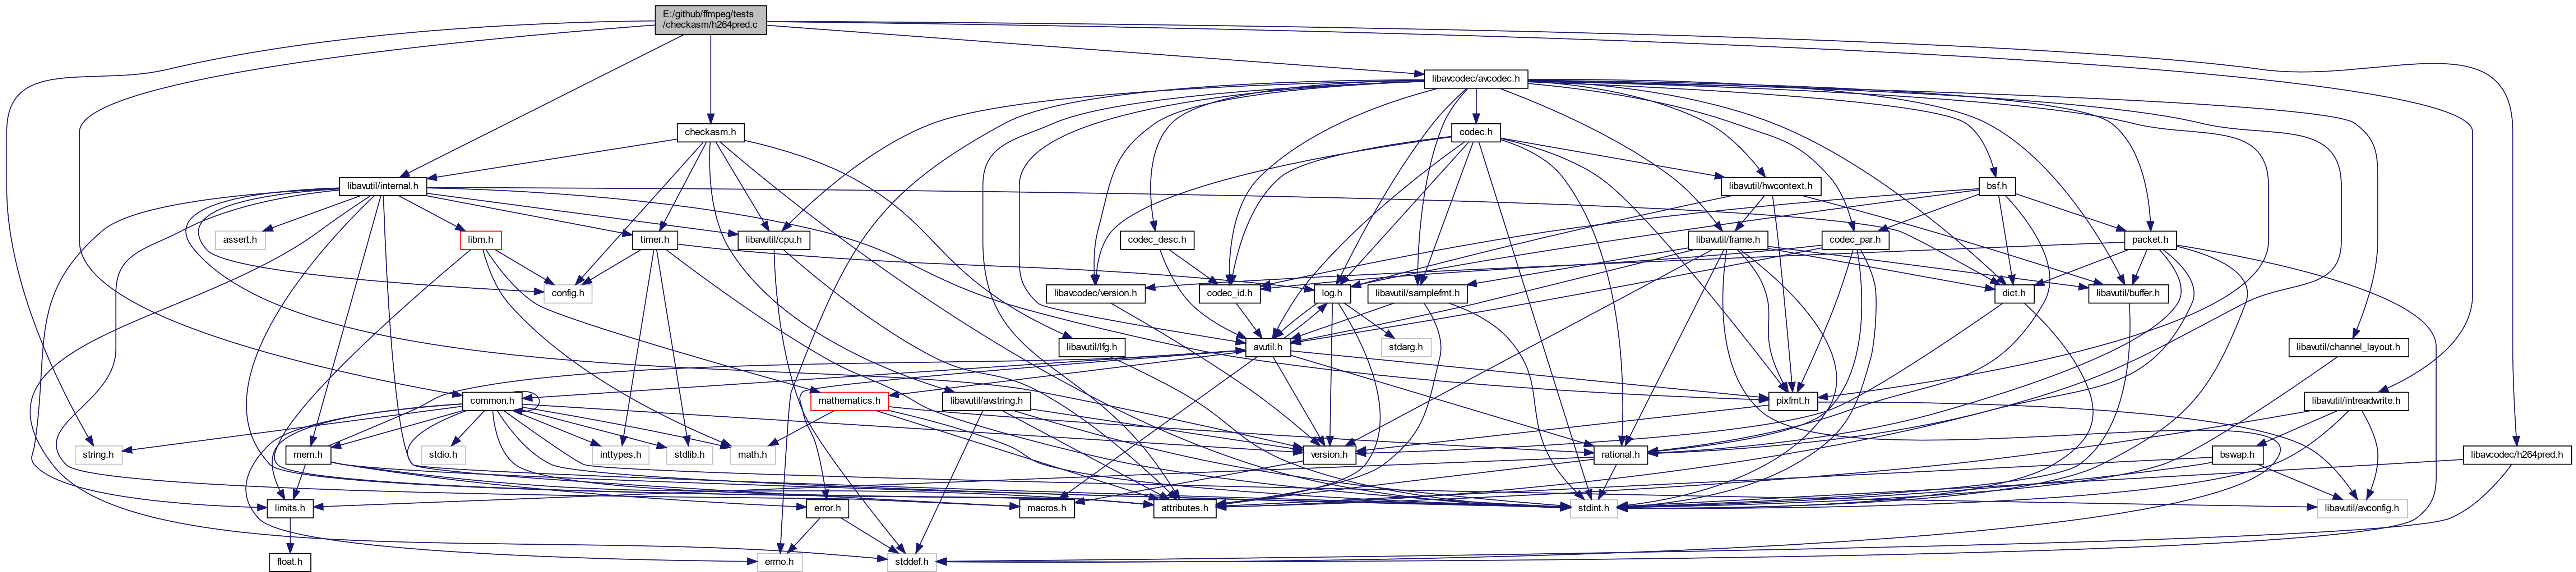 E:/github/ffmpeg/tests
/checkasm/h264pred.c
libavcodec/avcodec.h
checkasm.h
codec.h
libavutil/internal.h
libavutil/hwcontext.h
bsf.h
assert.h
libm.h
timer.h
libavutil/cpu.h
codec_desc.h
libavutil/frame.h
codec_par.h
packet.h
config.h
libavcodec/version.h
codec_id.h
log.h
libavutil/samplefmt.h
dict.h
libavutil/buffer.h
libavutil/lfg.h
avutil.h
stdarg.h
libavutil/channel_layout.h
common.h
mathematics.h
libavutil/avstring.h
pixfmt.h
libavutil/intreadwrite.h
string.h
mem.h
stdio.h
inttypes.h
stdlib.h
math.h
version.h
rational.h
bswap.h
libavcodec/h264pred.h
limits.h
error.h
macros.h
attributes.h
stdint.h
libavutil/avconfig.h
float.h
errno.h
stddef.h